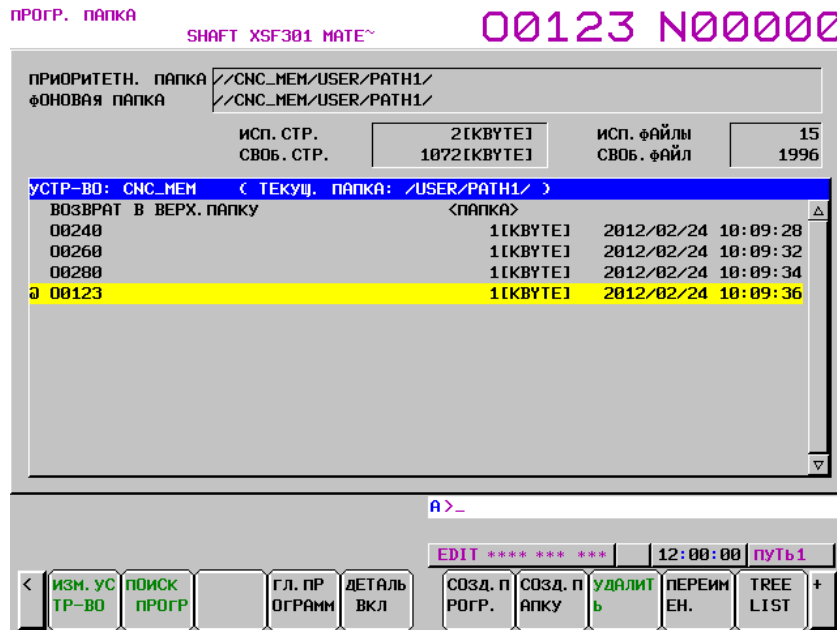 ПРОГР. ПАПКА
SHAFT XSF301 MATE~
O0123 N00000
ПРИОРИТЕТН. ПАПКА //CNC_MEM/USER/PATH1/
ФОНОВАЯ ПАПКА //CNC_MEM/USER/PATH1/
ИСП.СТР. 2[KBYTE] ИСП.ФАЙЛЫ 15
СВОБ.СТР. 1072[KBYTE] СВОБ.ФАЙЛ 1996
УСТР-ВО: CNC_MEM ( ТЕКУЩ. ПАПКА: /USER/PATH1/ )
ВОЗВРАТ В ВЕРХ.ПАПКУ <ПАПКА>
O0240 1[KBYTE] 2012/02/24 10:09:28
O0260 1[KBYTE] 2012/02/24 10:09:32
O0280 1[KBYTE] 2012/02/24 10:09:34
@ O0123 1[KBYTE] 2012/02/24 10:09:36
A>_
EDIT **** *** *** 12:00:00 ПУТЬ1
< ИЗМ.УС ПОИСК ГЛ.ПР ДЕТАЛЬ СОЗД.П СОЗД.П УДАЛИТ ПЕРЕИМ TREE +
ТР-ВО ПРОГР ОГРАММ ВКЛ РОГР. АПКУ Ь ЕН. LIST